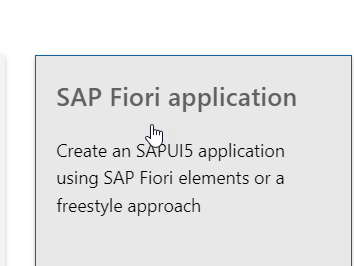 SAP Fiori application
Create an SAPUI5 application
using SAP Fiori elements or a
freestyle approach